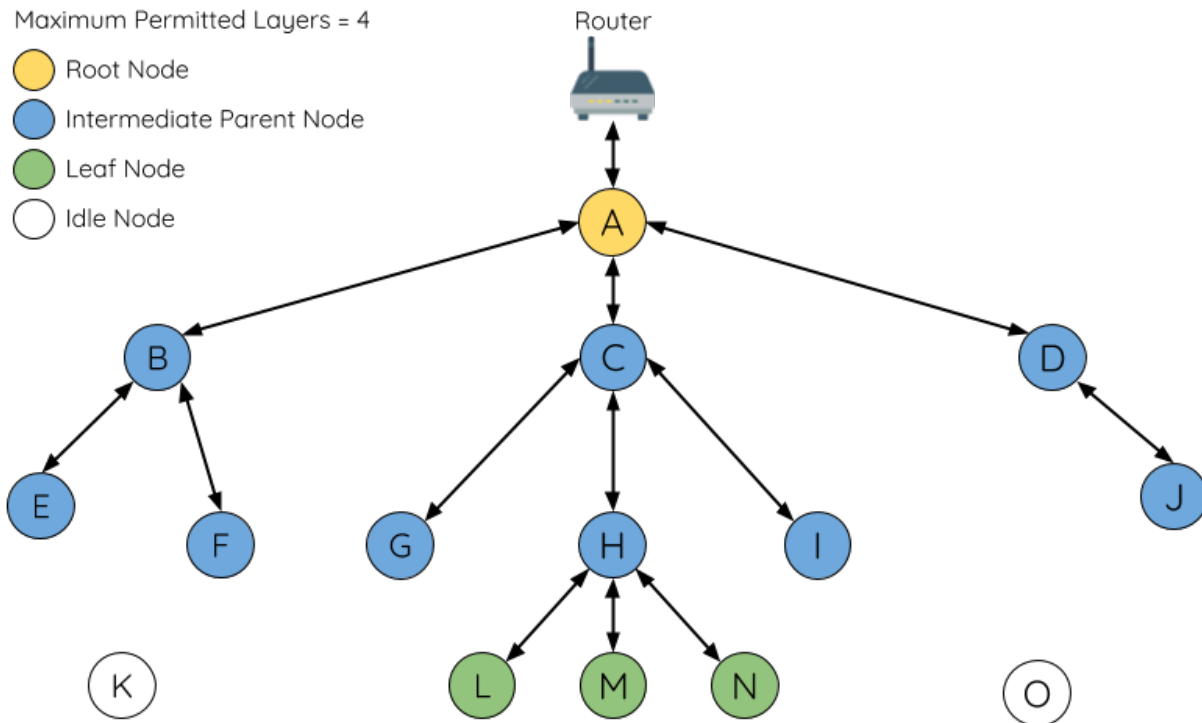 Maximum Permitted Layers = 4
Router
Root Node
Intermediate Parent Node
Leaf Node
Idle Node
A
B
C
D
E
F
G
H
I
J
K
L
M
N
O